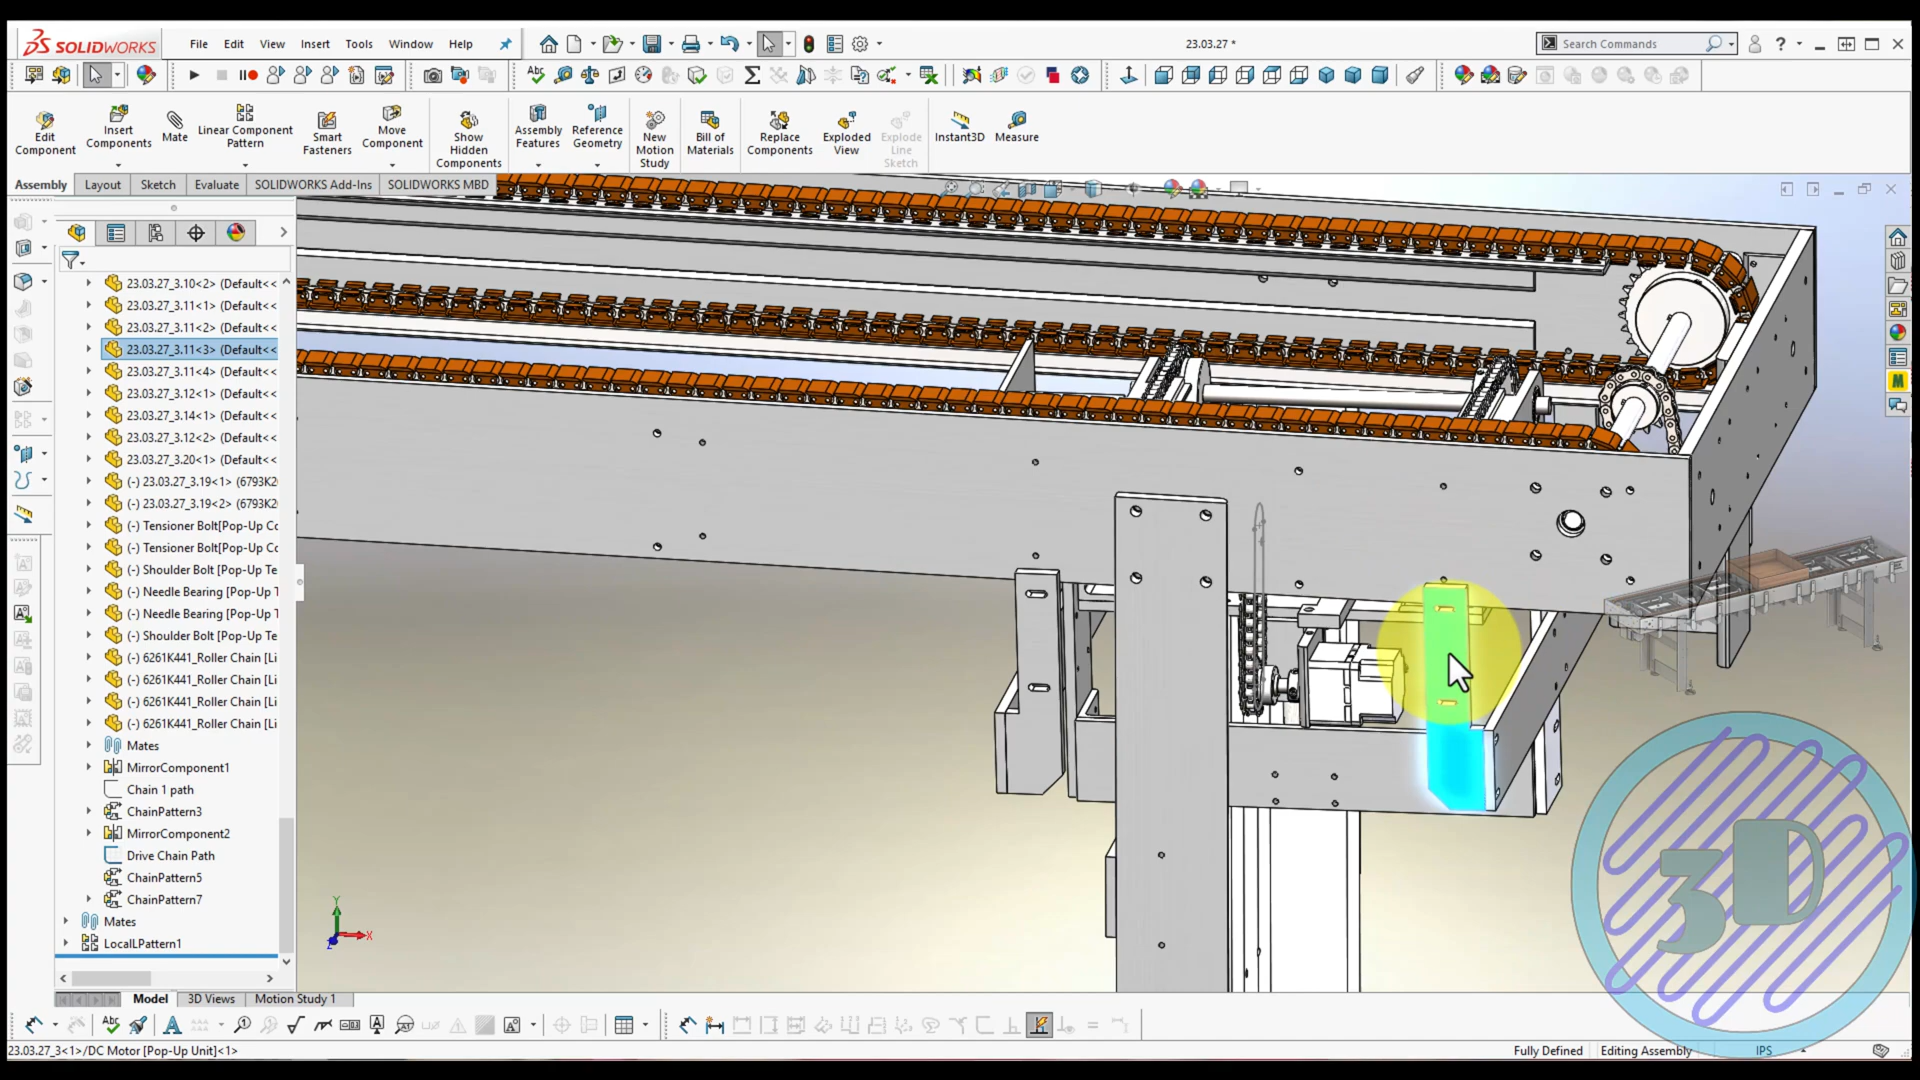 SOLIDWORKS
File Edit View Insert Tools Window Help
23.03.27 *
Search Commands
Edit Component
Insert Components
Mate
Linear Component Pattern
Smart Fasteners
Move Component
Show Hidden Components
Assembly Features
Reference Geometry
New Motion Study
Bill of Materials
Replace Components
Exploded View
Explode Line Sketch
Instant3D
Measure
Assembly Layout Sketch Evaluate SOLIDWORKS Add-Ins SOLIDWORKS MBD
23.03.27_3.10<2> (Default<<
23.03.27_3.11<1> (Default<<
23.03.27_3.11<2> (Default<<
23.03.27_3.11<3> (Default<<
23.03.27_3.11<4> (Default<<
23.03.27_3.12<1> (Default<<
23.03.27_3.14<1> (Default<<
23.03.27_3.12<2> (Default<<
23.03.27_3.20<1> (Default<<
(-) 23.03.27_3.19<1> (6793K2
(-) 23.03.27_3.19<2> (6793K2
(-) Tensioner Bolt[Pop-Up Cc
(-) Tensioner Bolt[Pop-Up Cc
(-) Shoulder Bolt [Pop-Up Te
(-) Needle Bearing [Pop-Up T
(-) Needle Bearing [Pop-Up T
(-) Shoulder Bolt [Pop-Up Te
(-) 6261K441_Roller Chain [Li
(-) 6261K441_Roller Chain [Li
(-) 6261K441_Roller Chain [Li
(-) 6261K441_Roller Chain [Li
Mates
MirrorComponent1
Chain 1 path
ChainPattern3
MirrorComponent2
Drive Chain Path
ChainPattern5
ChainPattern7
Mates
LocalLPattern1
Y
X
Z
3D
Model 3D Views Motion Study 1
23.03.27_3<1>/DC Motor [Pop-Up Unit]<1>
Fully Defined Editing Assembly IPS